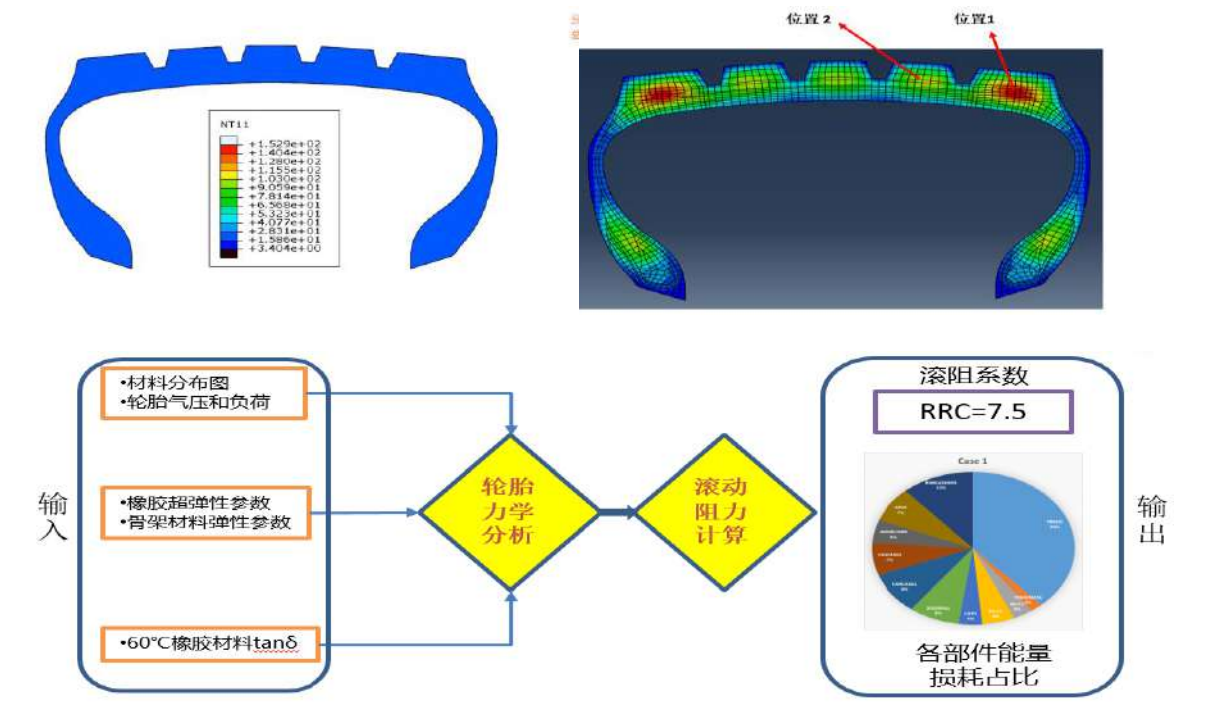 位置 2
位置1
NT11
+1.529e+02
+1.404e+02
+1.280e+02
+1.155e+02
+1.030e+02
+9.059e+01
+7.814e+01
+6.568e+01
+5.323e+01
+4.077e+01
+2.831e+01
+1.586e+01
+3.404e+00
输入
•材料分布图
•轮胎气压和负荷
•橡胶超弹性参数
•骨架材料弹性参数
•60℃橡胶材料tanδ
轮胎
力学
分析
滚动
阻力
计算
滚阻系数
RRC=7.5
Case 1
各部件能量
损耗占比
输出